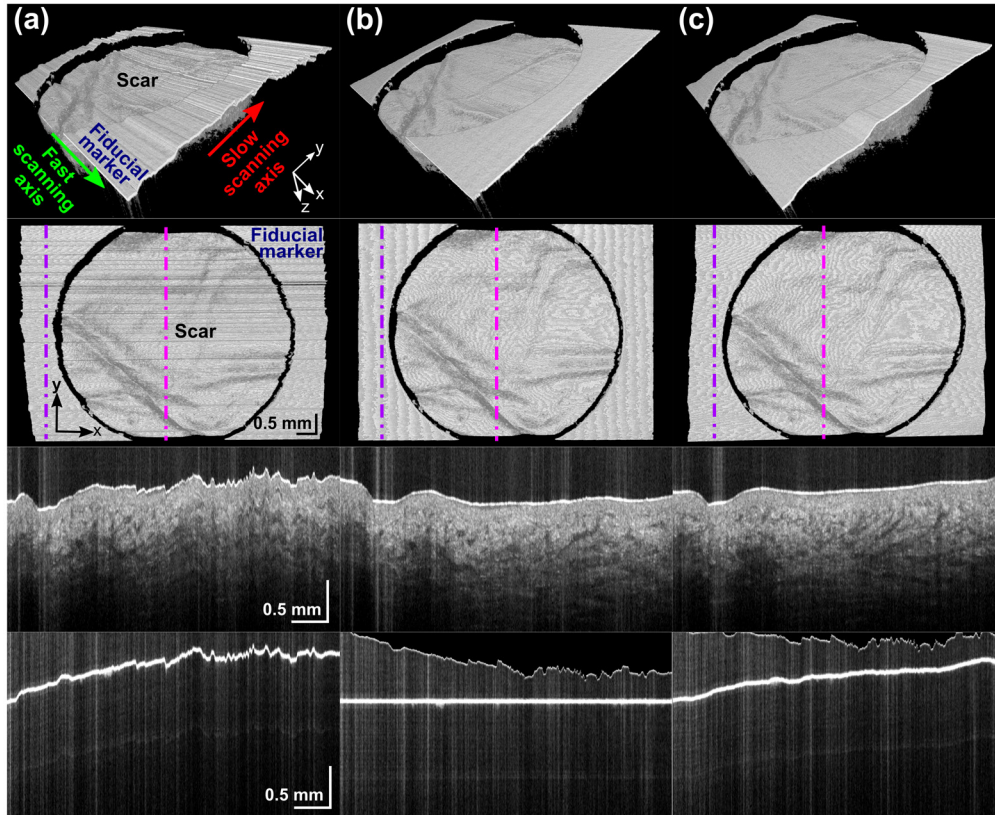 (a)
(b)
(c)
Scar
Fiducial
marker
Fast
scanning
axis
Slow
scanning
axis
y
x
z
Fiducial
marker
Scar
y
x
0.5 mm
0.5 mm
0.5 mm